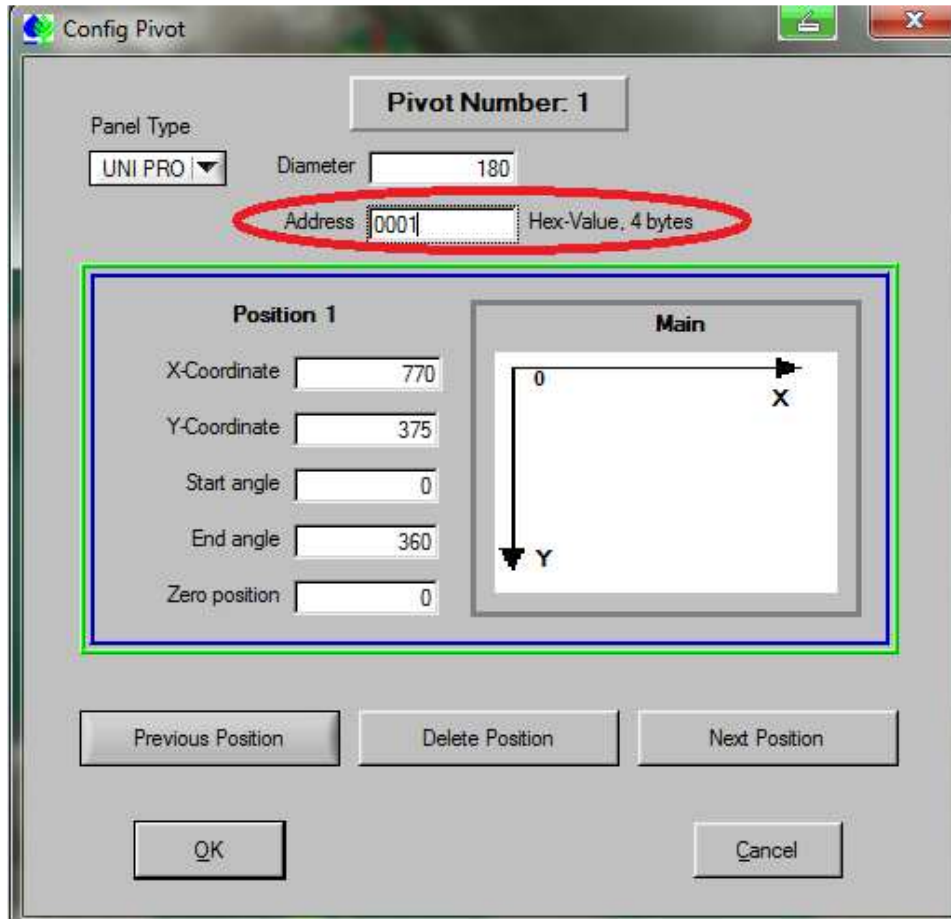 Config Pivot
Pivot Number: 1
Panel Type
UNI PRO
Diameter 180
Address 0001 Hex-Value, 4 bytes
Position 1
X-Coordinate 770
Y-Coordinate 375
Start angle 0
End angle 360
Zero position 0
Main
0
X
Y
Previous Position Delete Position Next Position
OK Cancel